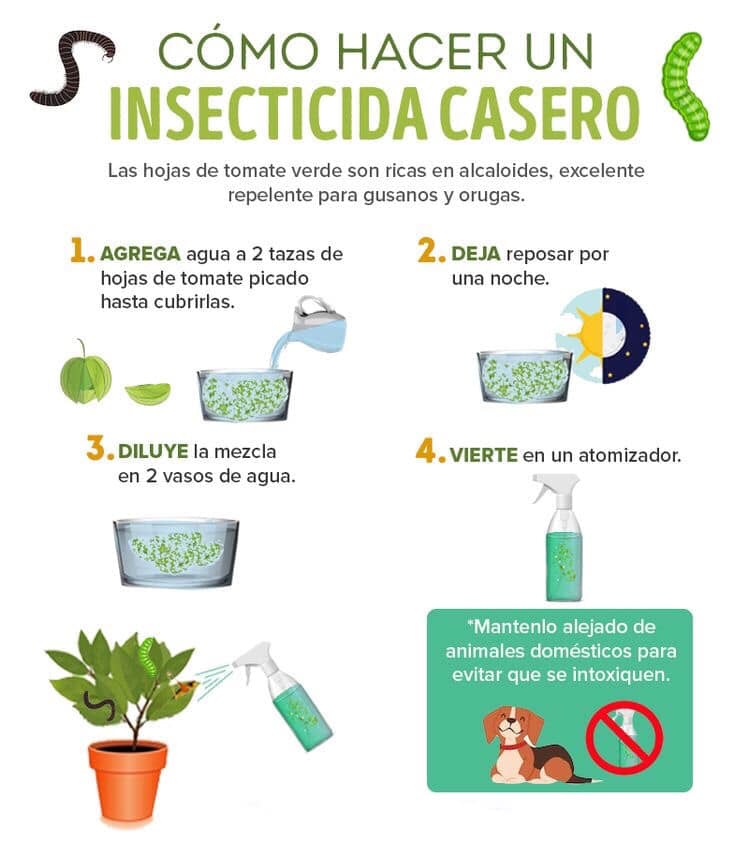 CÓMO HACER UN
INSECTICIDA CASERO
Las hojas de tomate verde son ricas en alcaloides, excelente
repelente para gusanos y orugas.
1. AGREGA agua a 2 tazas de
hojas de tomate picado
hasta cubrirlas.
2. DEJA reposar por
una noche.
3. DILUYE la mezcla
en 2 vasos de agua.
4. VIERTE en un atomizador.
*Mantenlo alejado de
animales domésticos para
evitar que se intoxiquen.